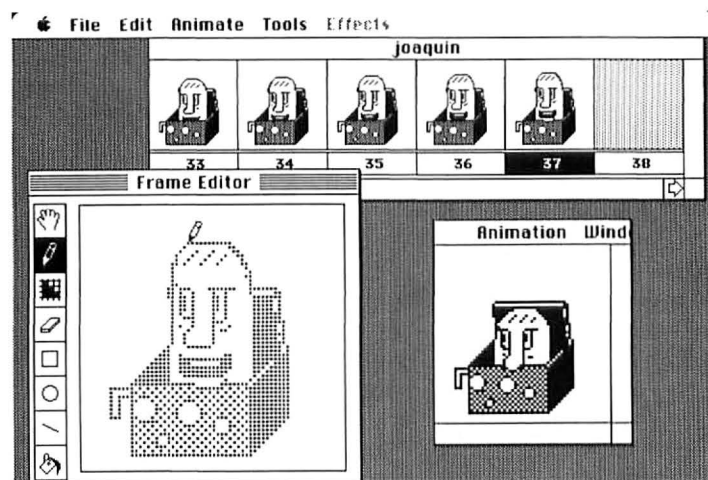 File Edit Animate Tools Effects
joaquin
33 34 35 36 37 38
Frame Editor
Animation Wind